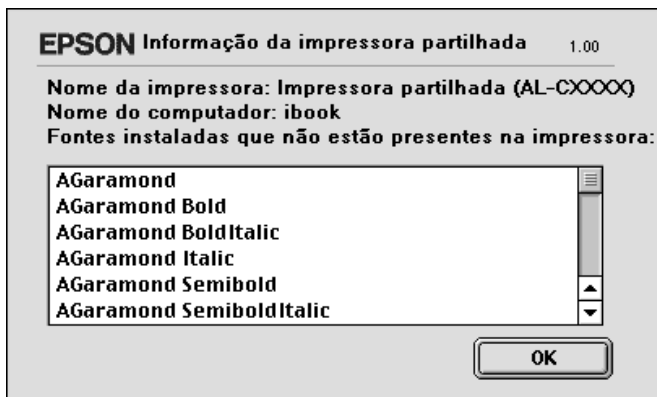 EPSON Informação da impressora partilhada 1.00
Nome da impressora: Impressora partilhada (AL-CXXXX)
Nome do computador: ibook
Fontes instaladas que não estão presentes na impressora:
AGaramond
AGaramond Bold
AGaramond BoldItalic
AGaramond Italic
AGaramond Semibold
AGaramond SemiboldItalic
OK